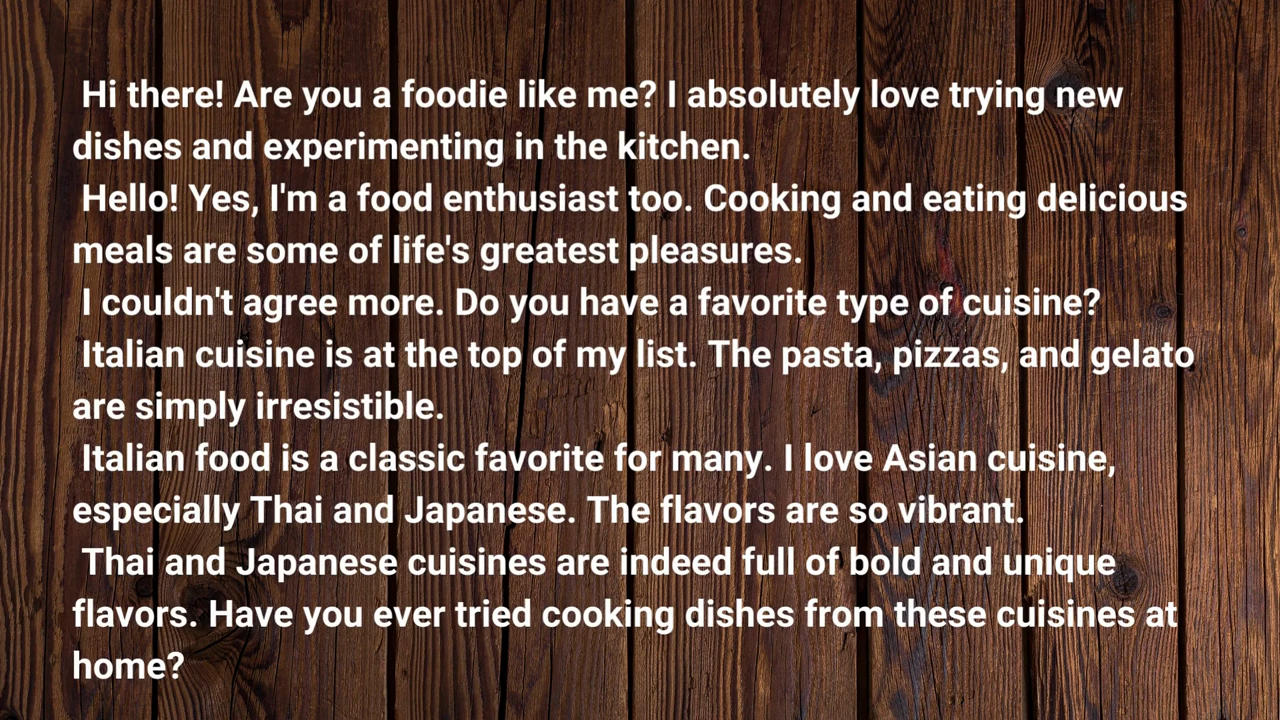 Hi there! Are you a foodie like me? I absolutely love trying new
dishes and experimenting in the kitchen.
Hello! Yes, I'm a food enthusiast too. Cooking and eating delicious
meals are some of life's greatest pleasures.
I couldn't agree more. Do you have a favorite type of cuisine?
Italian cuisine is at the top of my list. The pasta, pizzas, and gelato
are simply irresistible.
Italian food is a classic favorite for many. I love Asian cuisine,
especially Thai and Japanese. The flavors are so vibrant.
Thai and Japanese cuisines are indeed full of bold and unique
flavors. Have you ever tried cooking dishes from these cuisines at
home?